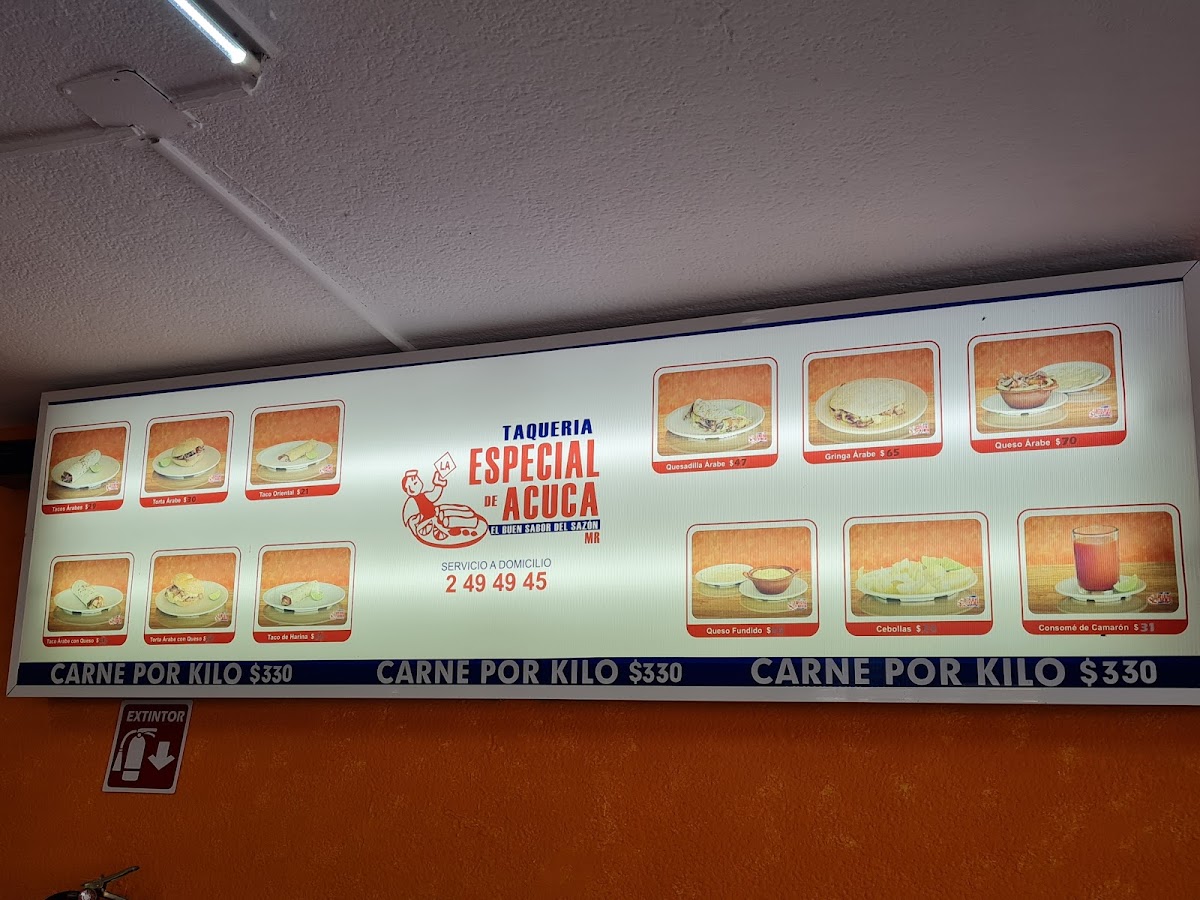 Tacos Árabes $
Torta Árabe $
Taco Oriental $
Taco Árabe con Queso $
Torta Árabe con Queso $
Taco de Harina $
LA
TAQUERIA
ESPECIAL
DE ACUCA
EL BUEN SABOR DEL SAZÓN
MR
SERVICIO A DOMICILIO
2 49 49 45
Quesadilla Árabe $47
Gringa Árabe $65
Queso Árabe $70
Queso Fundido $
Cebollas $
Consomé de Camarón $31
CARNE POR KILO $330
CARNE POR KILO $330
CARNE POR KILO $330
EXTINTOR